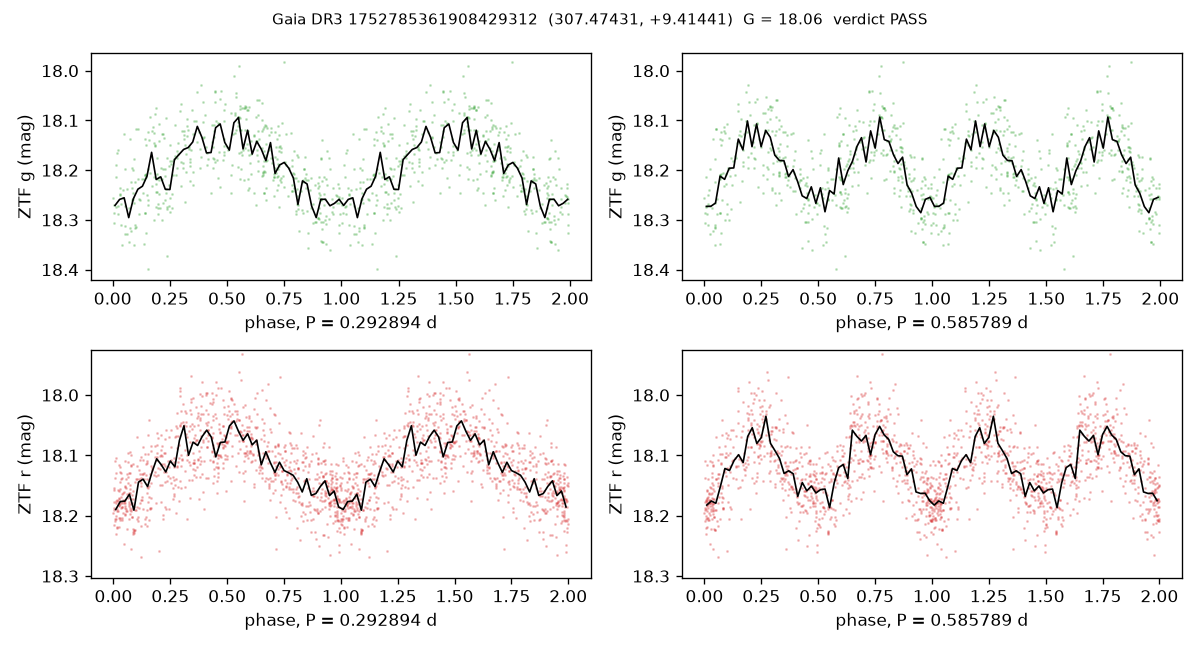 Gaia DR3 1752785361908429312 (307.47431, +9.41441) G = 18.06 verdict PASS
ZTF g (mag)
18.0
18.1
18.2
18.3
18.4
0.00 0.25 0.50 0.75 1.00 1.25 1.50 1.75 2.00
phase, P = 0.292894 d
ZTF g (mag)
18.0
18.1
18.2
18.3
18.4
0.00 0.25 0.50 0.75 1.00 1.25 1.50 1.75 2.00
phase, P = 0.585789 d
ZTF r (mag)
18.0
18.1
18.2
18.3
0.00 0.25 0.50 0.75 1.00 1.25 1.50 1.75 2.00
phase, P = 0.292894 d
ZTF r (mag)
18.0
18.1
18.2
18.3
0.00 0.25 0.50 0.75 1.00 1.25 1.50 1.75 2.00
phase, P = 0.585789 d